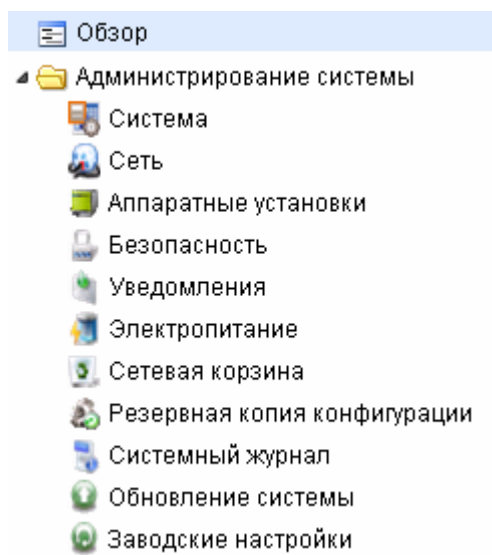 Обзор
Администрирование системы
Система
Сеть
Аппаратные установки
Безопасность
Уведомления
Электропитание
Сетевая корзина
Резервная копия конфигурации
Системный журнал
Обновление системы
Заводские настройки